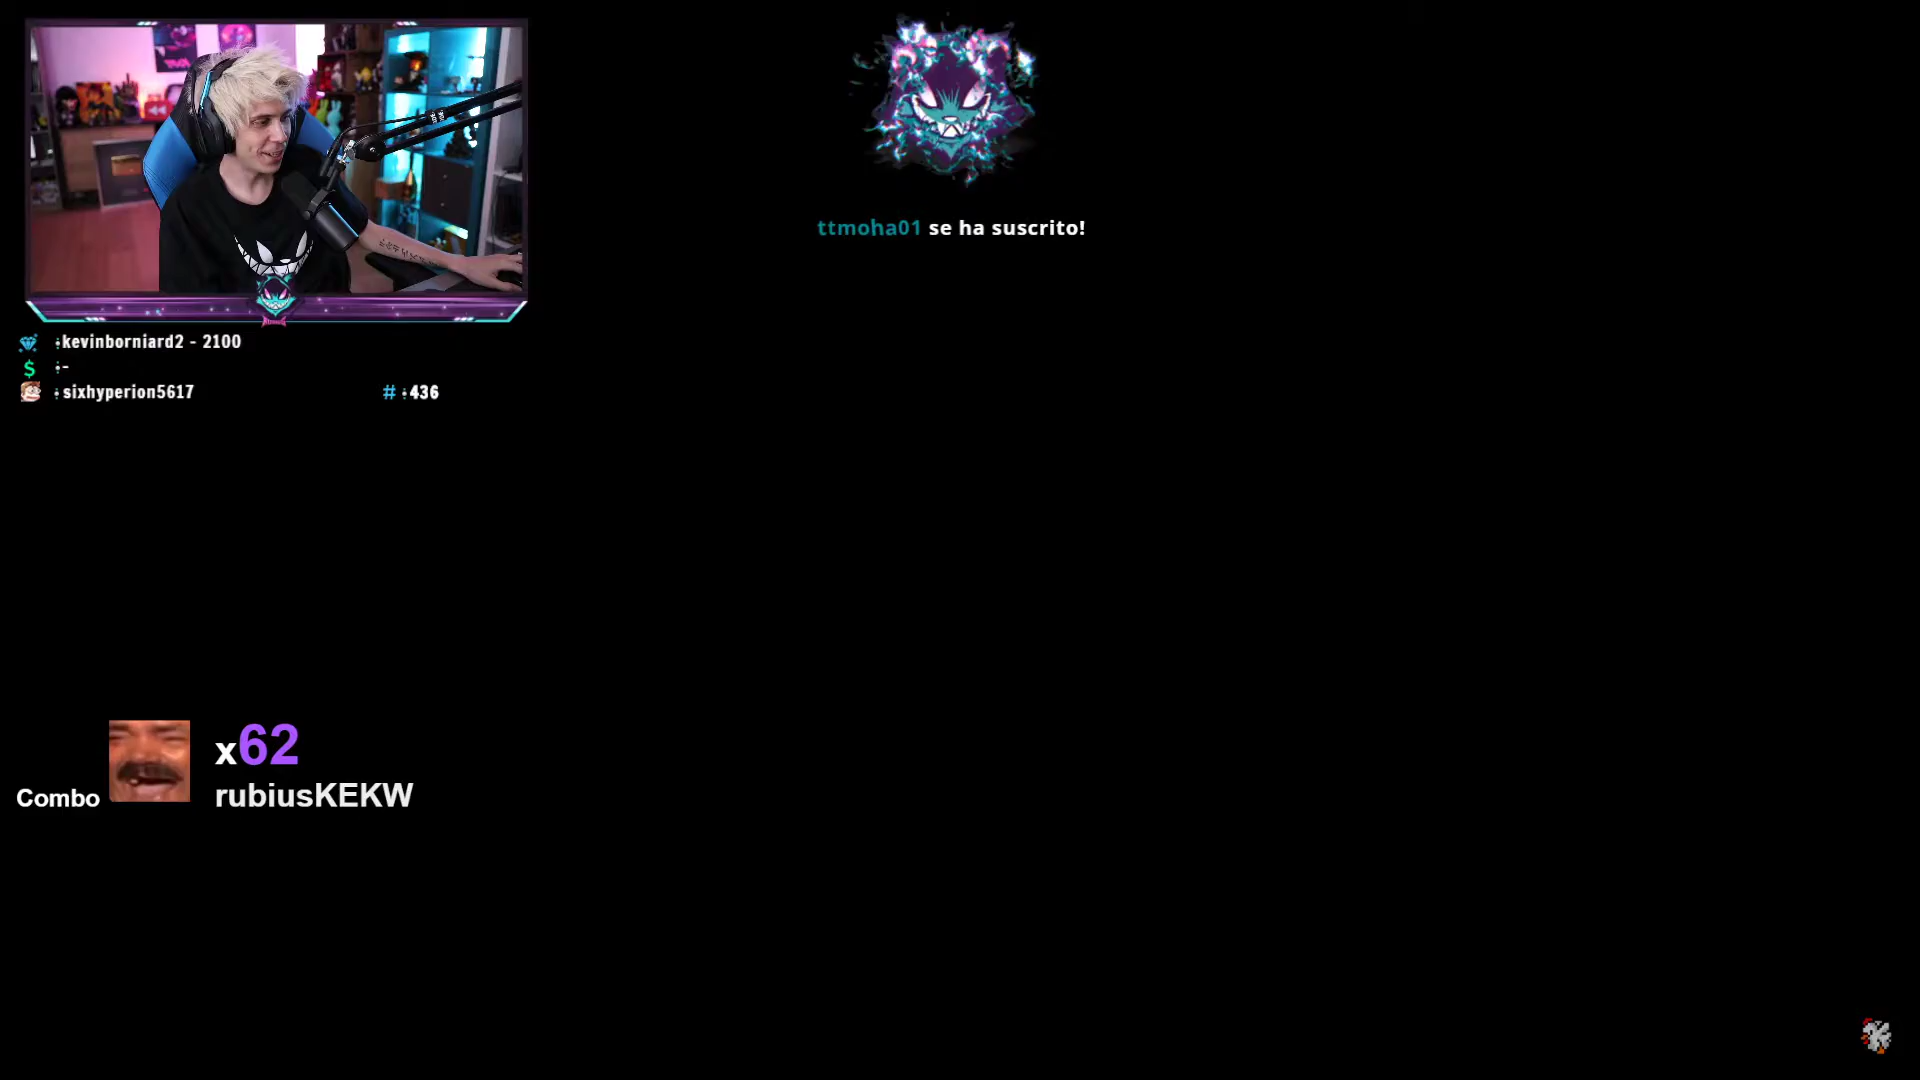 ttmoha01 se ha suscrito!
:kevinborniard2 - 2100
$ :-
:sixhyperion5617 # :436
x62
Combo rubiusKEKW